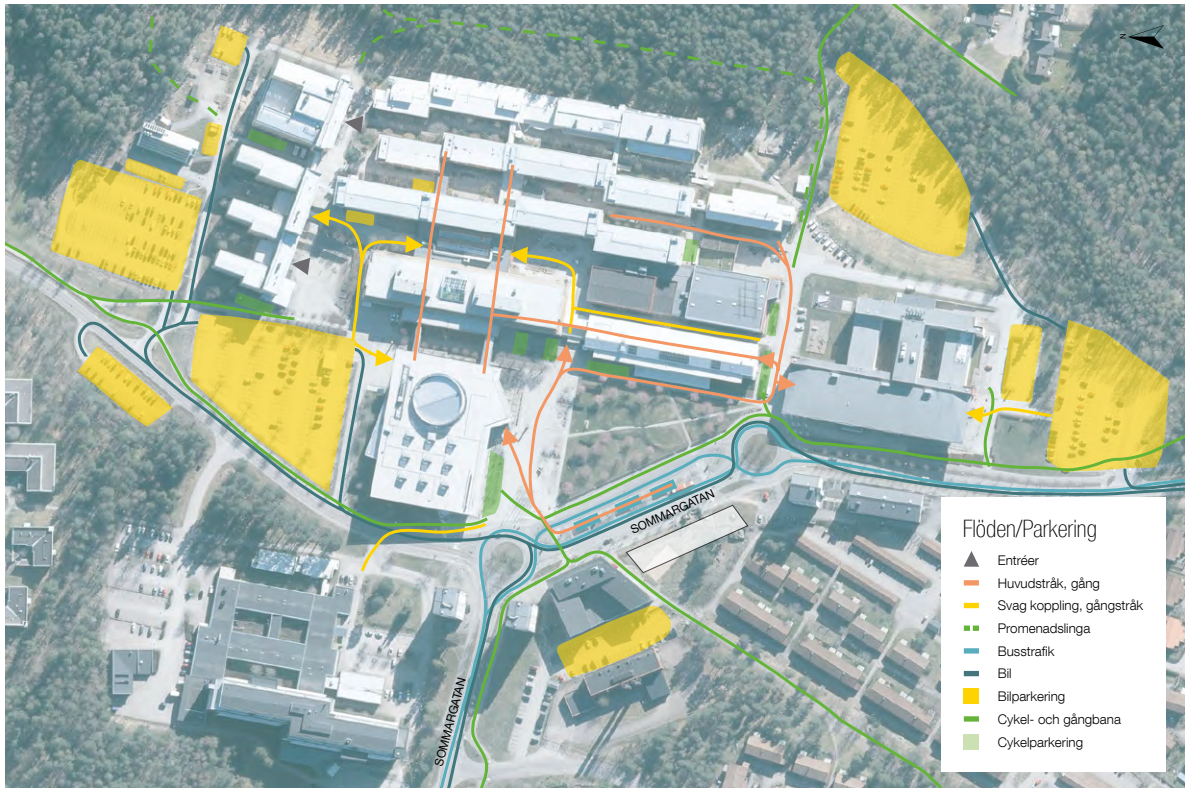 N
SOMMARGATAN
SOMMARGATAN
Flöden/Parkering
Entréer
Huvudstråk, gång
Svag koppling, gångstråk
Promenadslinga
Busstrafik
Bil
Bilparkering
Cykel- och gångbana
Cykelparkering